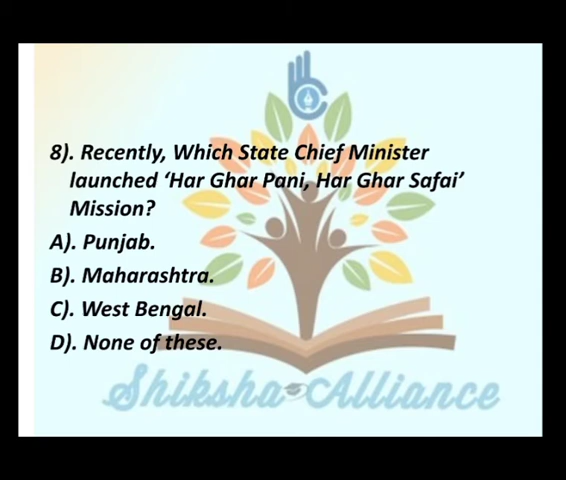 8). Recently, Which State Chief Minister
launched ‘Har Ghar Pani, Har Ghar Safai’
Mission?
A). Punjab.
B). Maharashtra.
C). West Bengal.
D). None of these.
Shiksha Alliance